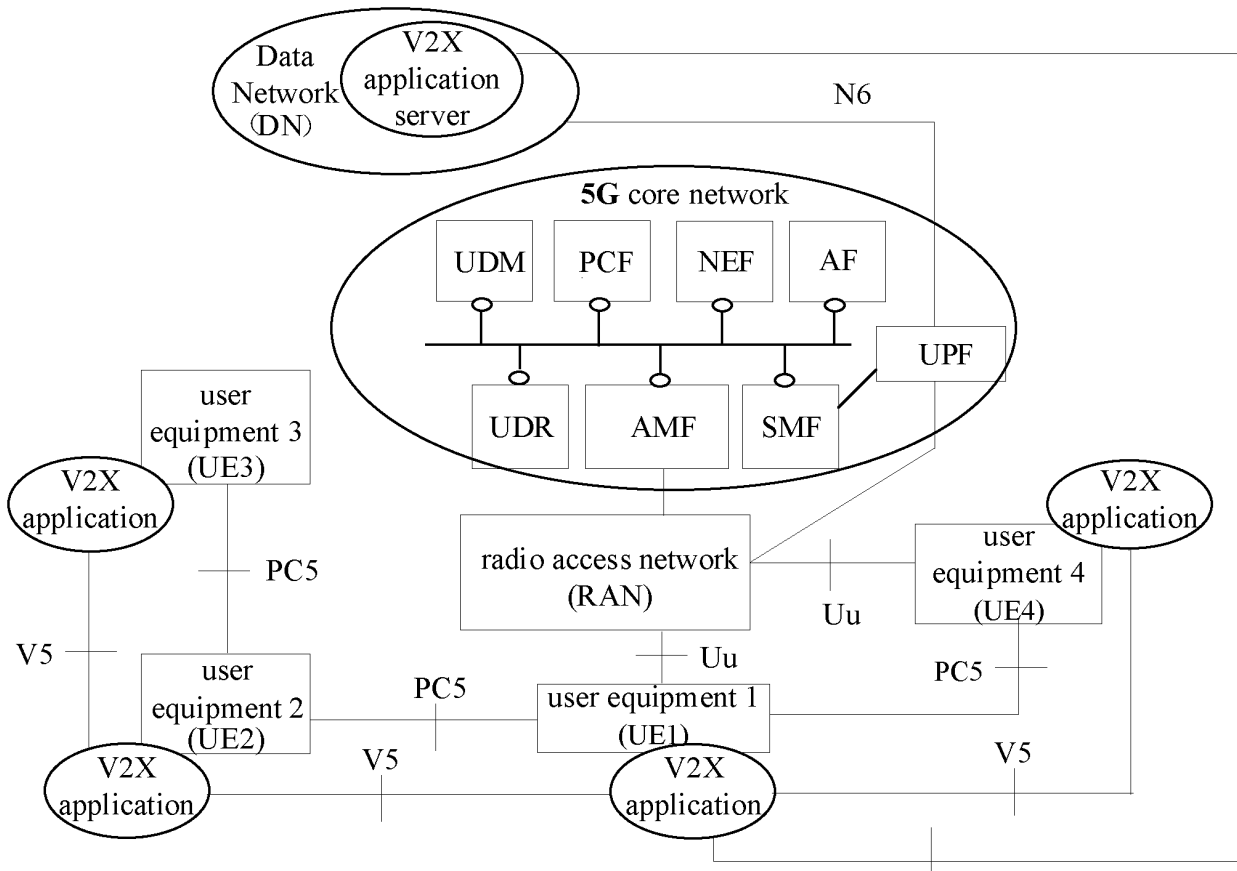 V2X
application
server
Data
Network
(DN)
N6
5G core network
UDM
PCF
NEF
AF
UPF
UDR
AMF
SMF
user
equipment 3
(UE3)
V2X
application
V2X
application
radio access network
(RAN)
user
equipment 4
(UE4)
PC5
Uu
V5
Uu
PC5
user
equipment 2
(UE2)
PC5
user equipment 1
(UE1)
V5
V5
V2X
application
V2X
application